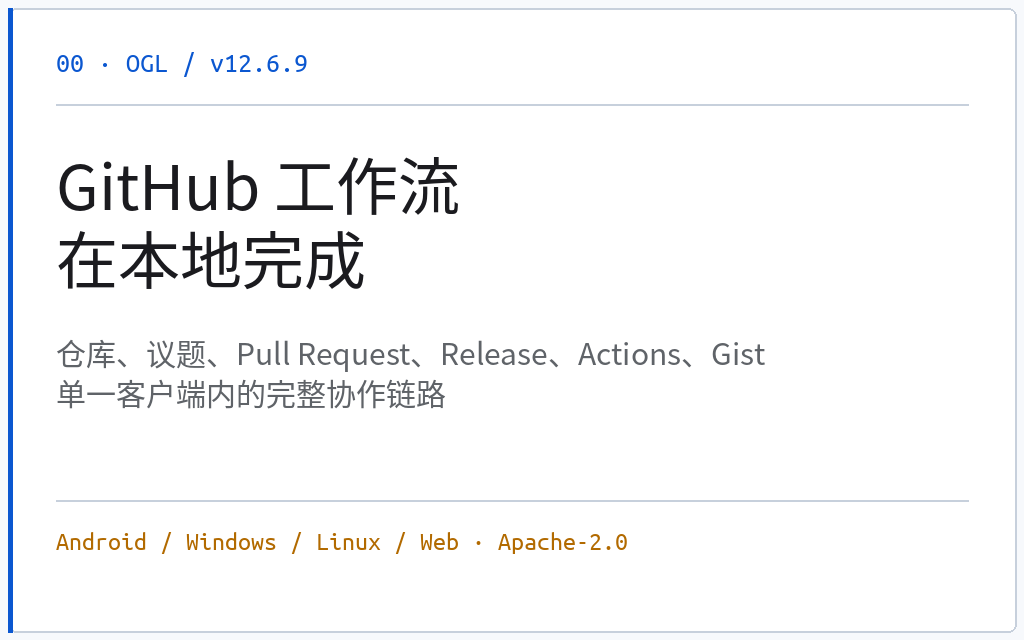 00 · OGL / v12.6.9
GitHub 工作流
在本地完成
仓库、议题、Pull Request、Release、Actions、Gist
单一客户端内的完整协作链路
Android / Windows / Linux / Web · Apache-2.0